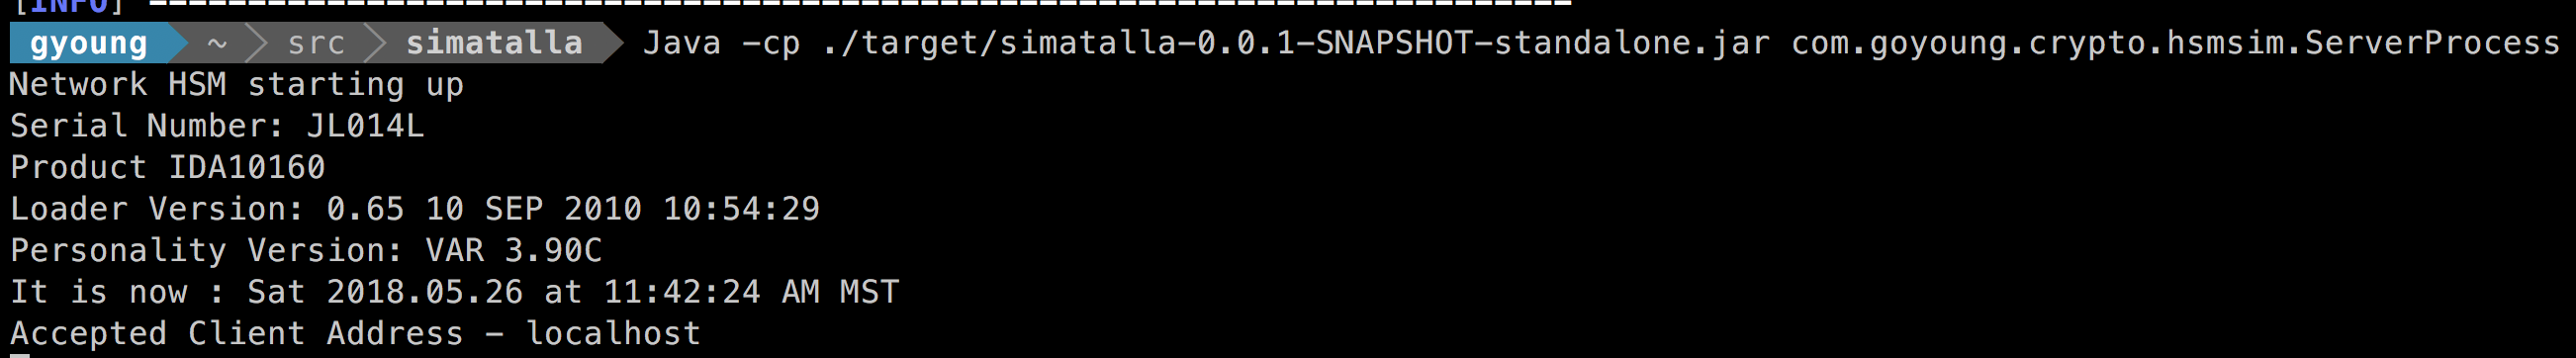 [INFO] ------------------------------------------------------------------------
gyoung ~ src simatalla Java -cp ./target/simatalla-0.0.1-SNAPSHOT-standalone.jar com.goyoung.crypto.hsmsim.ServerProcess
Network HSM starting up
Serial Number: JL014L
Product IDA10160
Loader Version: 0.65 10 SEP 2010 10:54:29
Personality Version: VAR 3.90C
It is now : Sat 2018.05.26 at 11:42:24 AM MST
Accepted Client Address - localhost